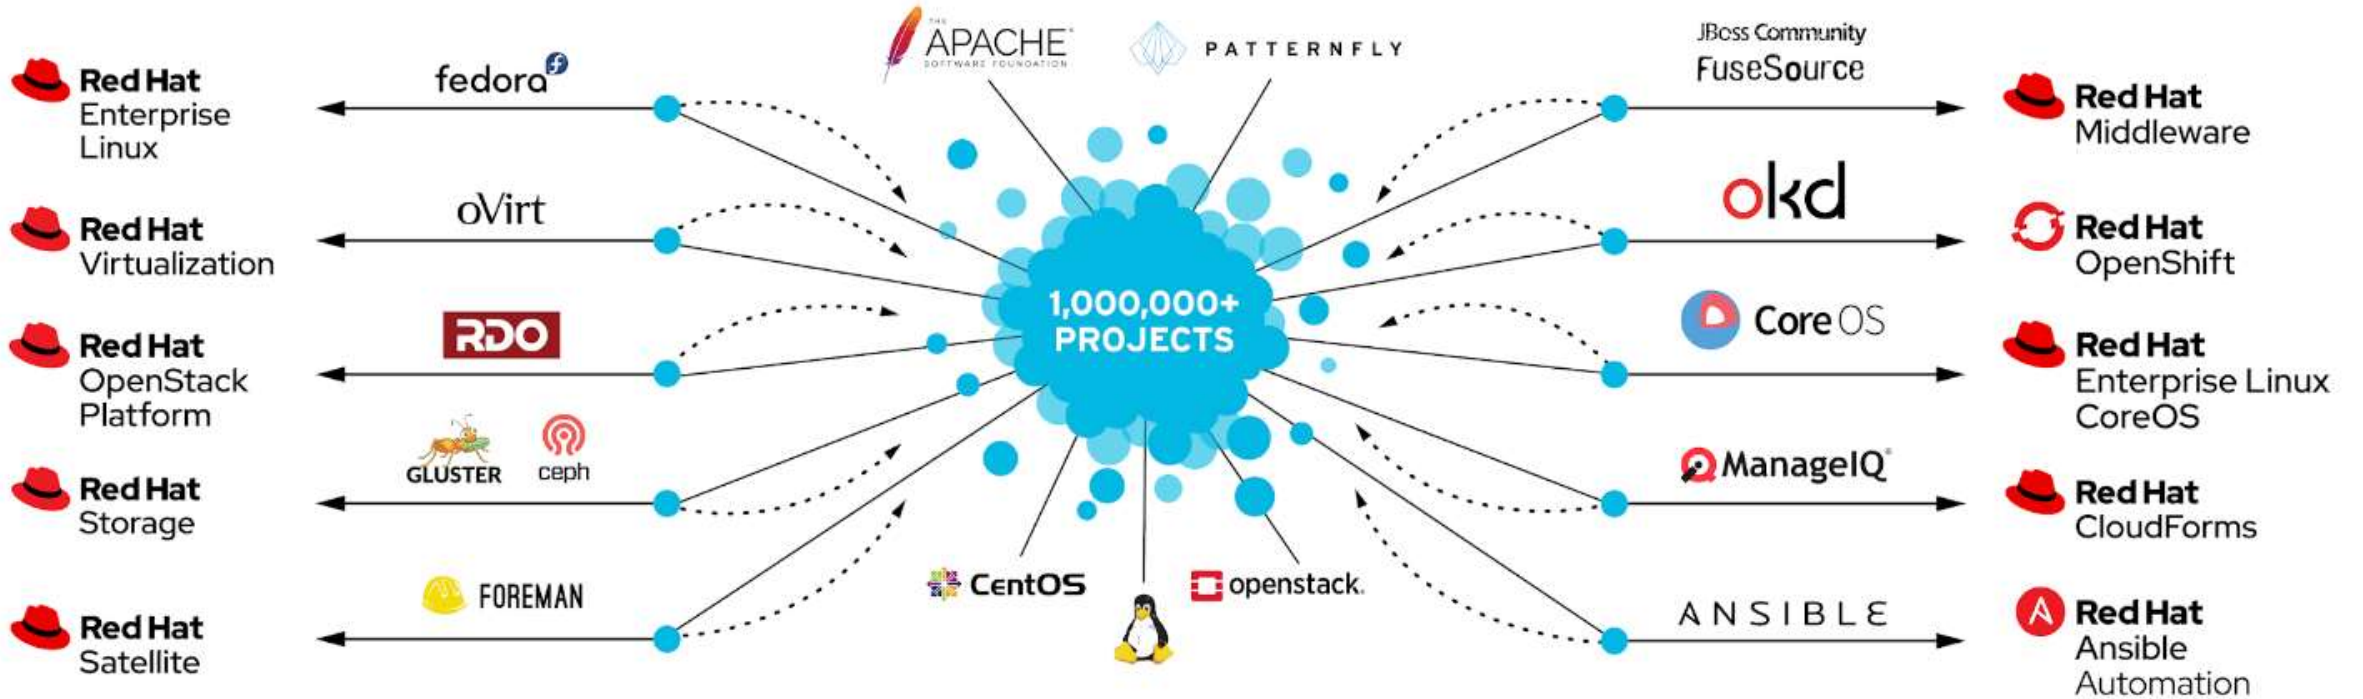 Red Hat
Enterprise
Linux
fedora
THE
APACHE
SOFTWARE FOUNDATION
PATTERNFLY
JBoss Community
FuseSource
Red Hat
Middleware
Red Hat
Virtualization
oVirt
okd
Red Hat
OpenShift
Red Hat
OpenStack
Platform
RDO
1,000,000+
PROJECTS
Core OS
Red Hat
Enterprise Linux
CoreOS
Red Hat
Storage
GLUSTER
ceph
ManageIQ
Red Hat
CloudForms
Red Hat
Satellite
FOREMAN
CentOS
openstack.
ANSIBLE
Red Hat
Ansible
Automation